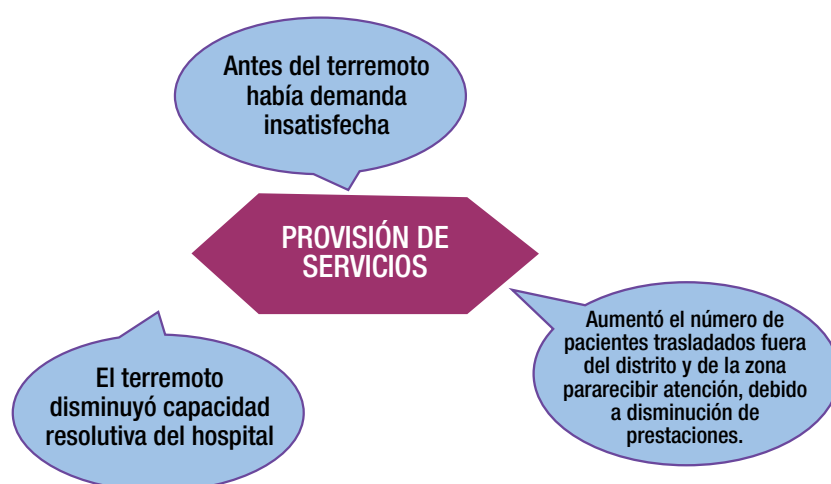 Antes del terremoto
había demanda
insatisfecha
PROVISIÓN DE
SERVICIOS
El terremoto
disminuyó capacidad
resolutiva del hospital
Aumentó el número de
pacientes trasladados fuera
del distrito y de la zona
pararecibir atención, debido
a disminución de
prestaciones.